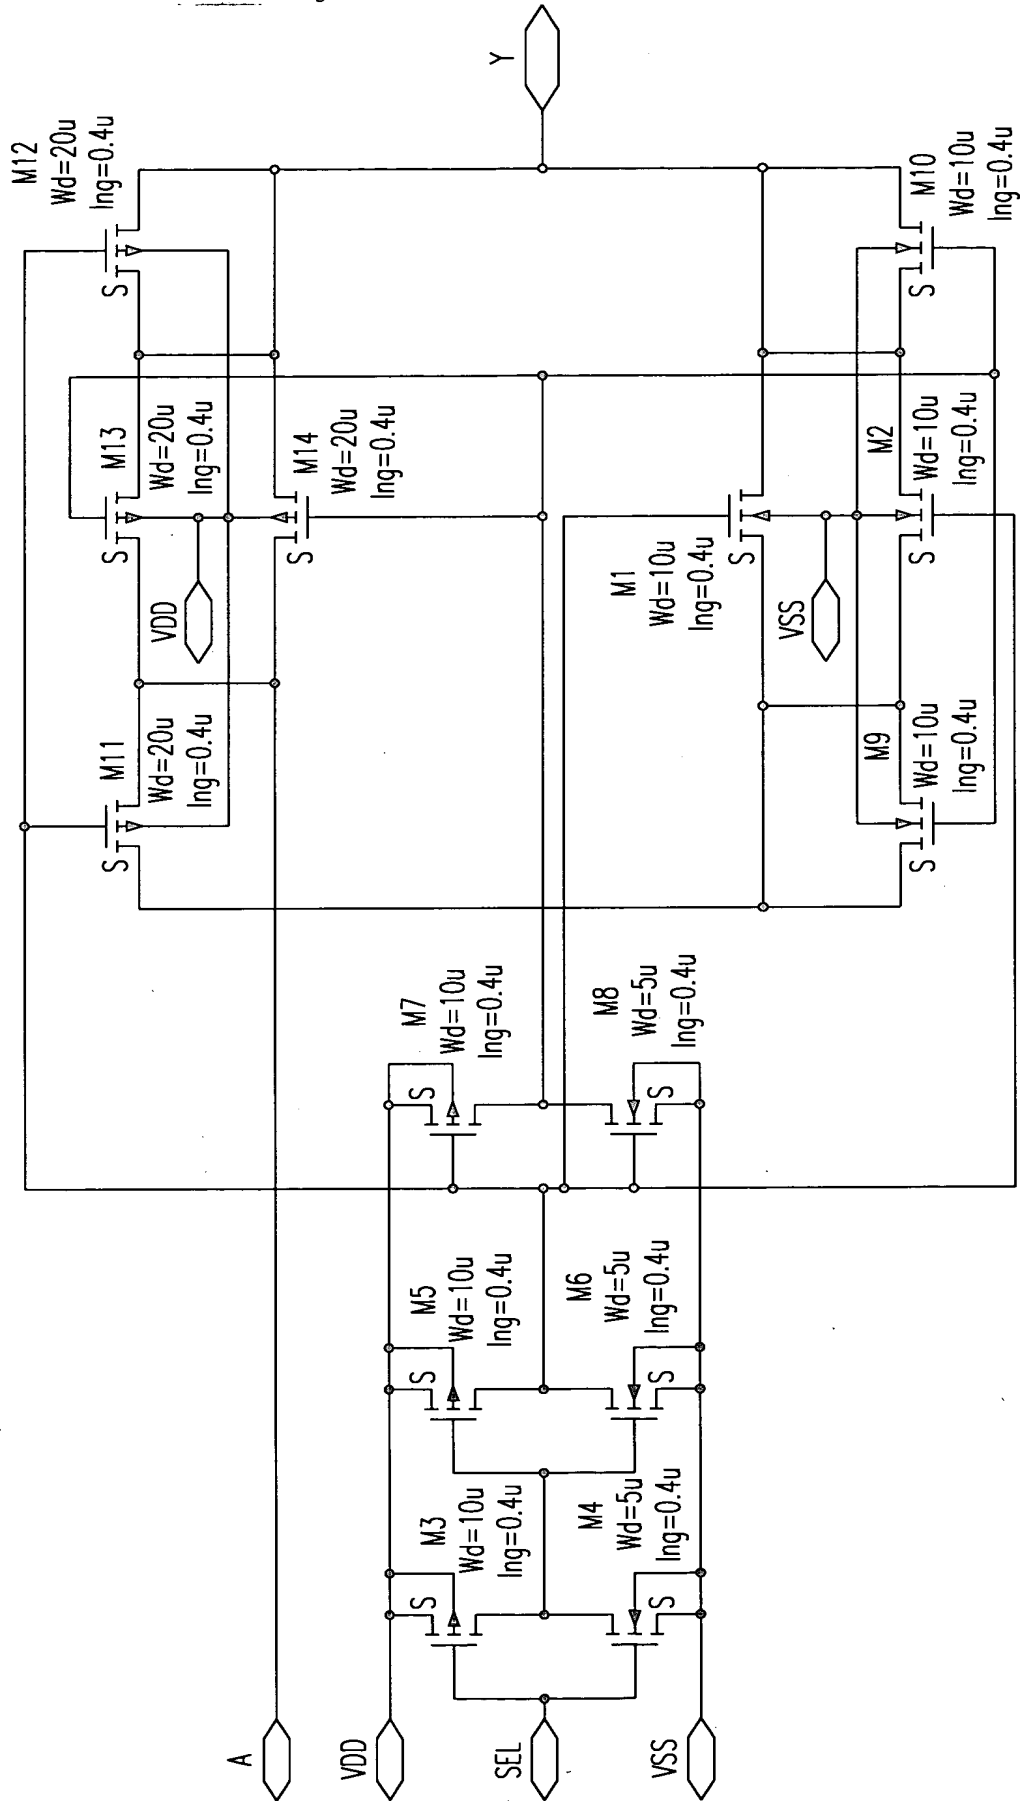 A
VDD
SEL
VSS
M3
Wd=10u
lng=0.4u
S
M4
Wd=5u
lng=0.4u
S
M5
Wd=10u
lng=0.4u
S
M6
Wd=5u
lng=0.4u
S
M7
Wd=10u
lng=0.4u
S
M8
Wd=5u
lng=0.4u
S
M11
Wd=20u
lng=0.4u
S
VDD
M13
Wd=20u
lng=0.4u
S
M14
Wd=20u
lng=0.4u
S
M12
Wd=20u
lng=0.4u
S
M1
Wd=10u
lng=0.4u
S
VSS
M9
Wd=10u
lng=0.4u
S
M2
Wd=10u
lng=0.4u
S
M10
Wd=10u
lng=0.4u
S
Y